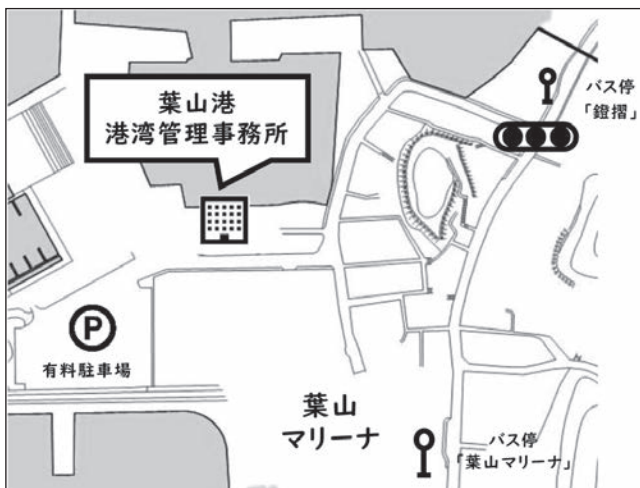 葉山港
港湾管理事務所
バス停
「鐙摺」
P
有料駐車場
葉山
マリーナ
バス停
「葉山マリーナ」